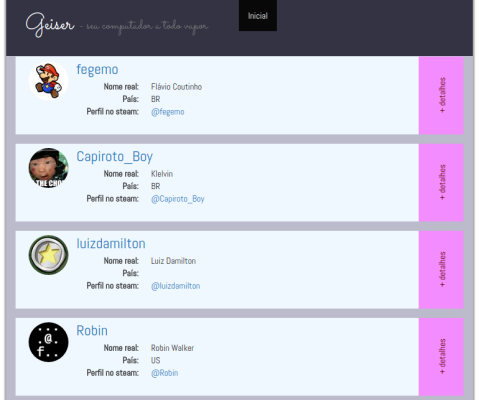 Geiser - seu computador a todo vapor
Inicial
fegemo
Nome real: Flávio Coutinho
País: BR
Perfil no steam: @fegemo
+ detalhes
Capiroto_Boy
Nome real: Klelvin
País: BR
Perfil no steam: @Capiroto_Boy
+ detalhes
THE CHO
luizdamilton
Nome real: Luiz Damilton
País:
Perfil no steam: @luizdamilton
+ detalhes
Robin
Nome real: Robin Walker
País: US
Perfil no steam: @Robin
+ detalhes
.@.
f..